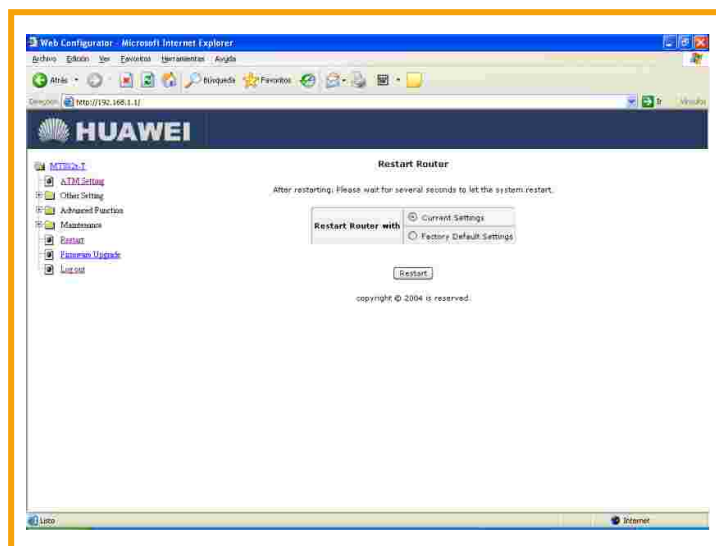 Web Configurator - Microsoft Internet Explorer
Archivo Edición Ver Favoritos Herramientas Ayuda
Atrás Búsqueda Favoritos
Dirección http://192.168.1.1/ Ir Vínculos
HUAWEI
ATM Setting
Other Setting
Advanced Function
Maintenance
Restart
Firmware Upgrade
Log out
Restart Router
After restarting, Please wait for several seconds to let the system restart.
Restart Router with
Current Settings
Factory Default Settings
Restart
copyright © 2004 is reserved.
Listo Internet